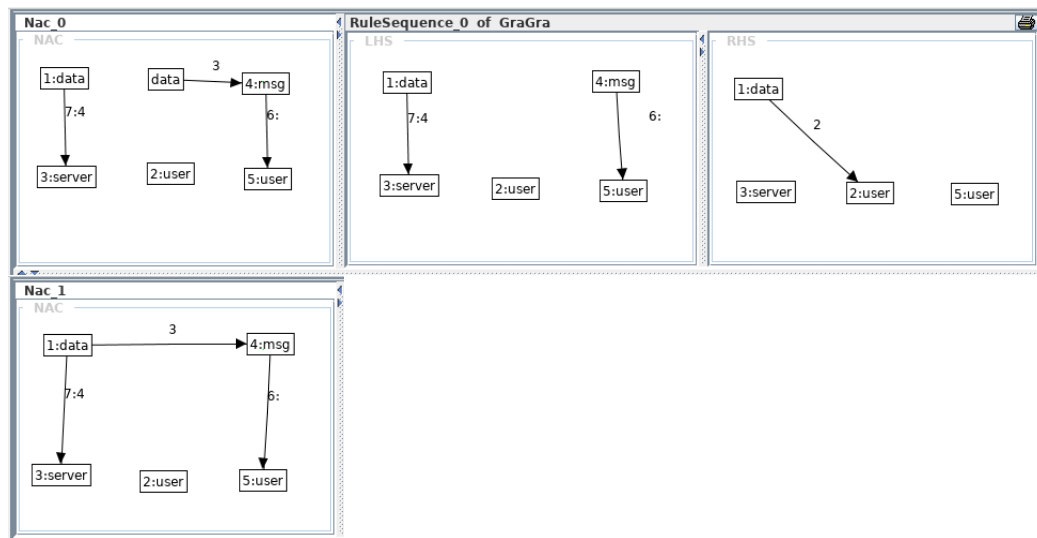 Nac_0
RuleSequence_0 of GraGra
NAC
LHS
RHS
1:data
data
3
4:msg
7:4
6:
3:server
2:user
5:user
1:data
4:msg
7:4
6:
3:server
2:user
5:user
1:data
2
3:server
2:user
5:user
Nac_1
NAC
1:data
3
4:msg
7:4
6:
3:server
2:user
5:user